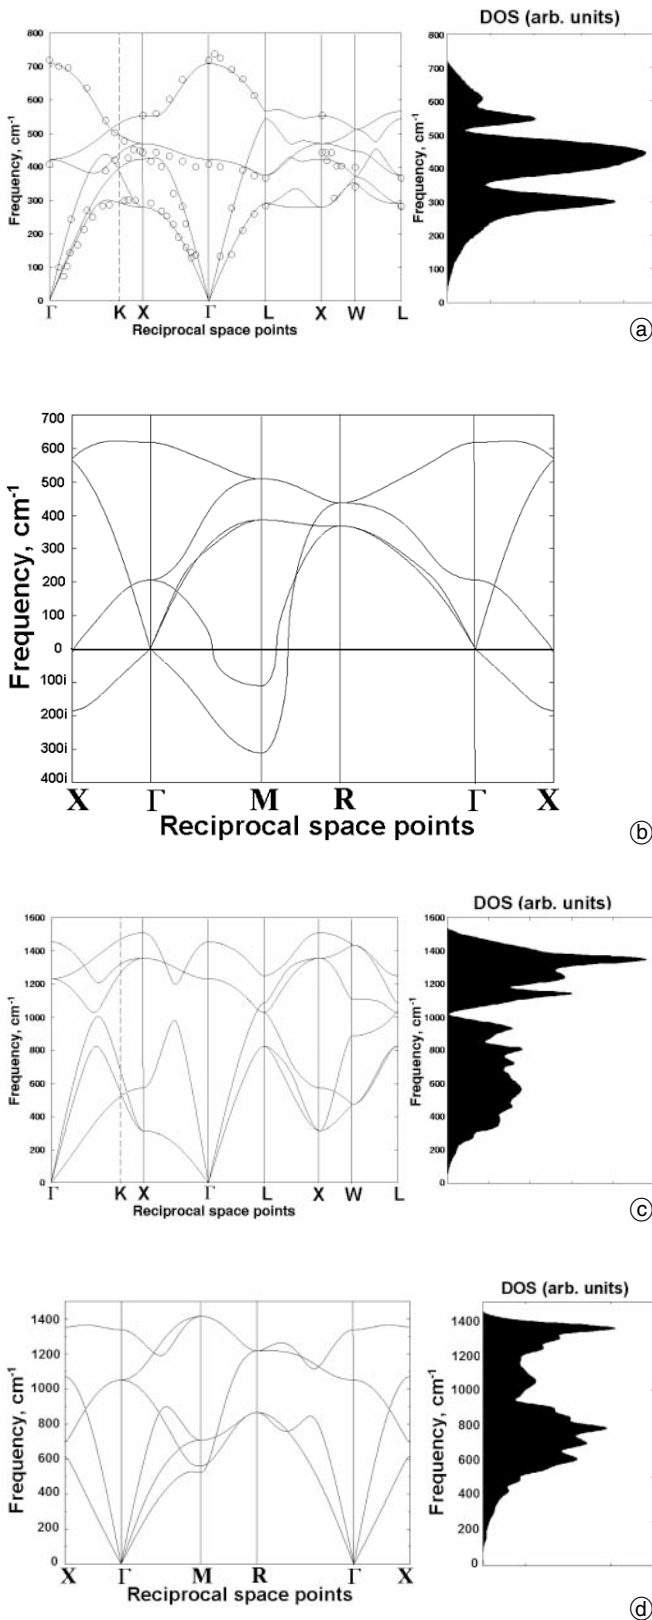 DOS (arb. units)
800
700
600
500
400
300
200
100
0
Frequency, cm-1
Γ K X Γ L X W L
Reciprocal space points
800
700
600
500
400
300
200
100
0
Frequency, cm-1
a
700
600
500
400
300
200
100
0
100i
200i
300i
400i
Frequency, cm-1
X Γ M R Γ X
Reciprocal space points
b
DOS (arb. units)
1600
1400
1200
1000
800
600
400
200
0
Frequency, cm-1
Γ K X Γ L X W L
Reciprocal space points
1600
1400
1200
1000
800
600
400
200
0
Frequency, cm-1
c
DOS (arb. units)
1400
1200
1000
800
600
400
200
0
Frequency, cm-1
X Γ M R Γ X
Reciprocal space points
1400
1200
1000
800
600
400
200
0
Frequency, cm-1
d